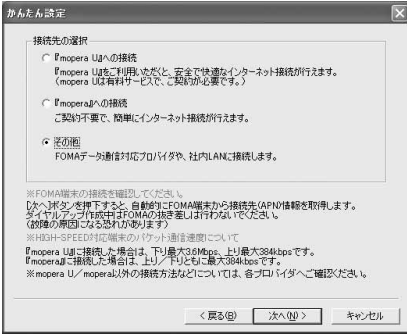 かんたん設定
接続先の選択
『mopera U』への接続
『mopera U』をご利用いただくと、安全で快適なインターネット接続が行えます。
(mopera Uは有料サービスで、ご契約が必要です。)
『mopera』への接続
ご契約不要で、簡単にインターネット接続が行えます。
その他
FOMAデータ通信対応プロバイダや、社内LANに接続します。
※FOMA端末の接続を確認してください。
[次へ]ボタンを押下すると、自動的にFOMA端末から接続先(APN)情報を取得します。
ダイヤルアップ作成中はFOMAの抜き差しは行わないでください。
(故障の原因になる恐れがあります)
※HIGH-SPEED対応端末のパケット通信速度について
『mopera U』に接続した場合は、下り最大3.6Mbps、上り最大384kbpsです。
『mopera』に接続した場合は、上り/下りともに最大384kbpsです。
※mopera U/mopera以外の接続方法などについては、各プロバイダへご確認ください。
< 戻る(B) 次へ(N) > キャンセル